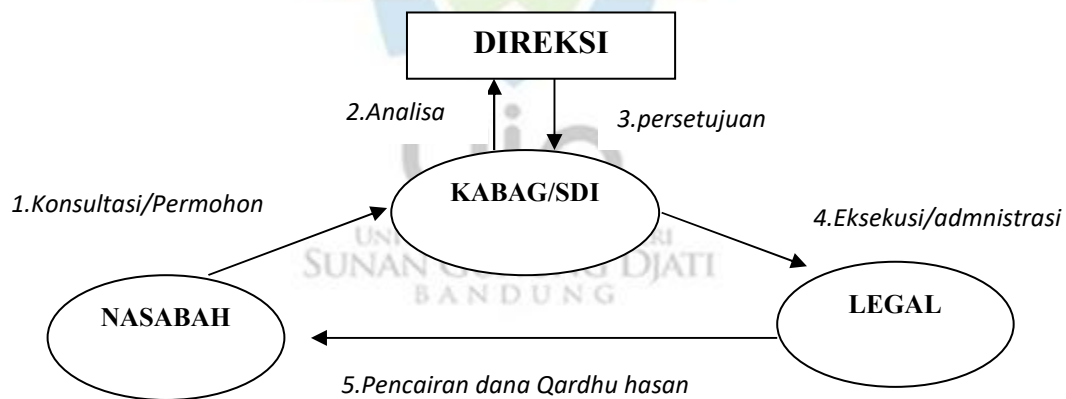 DIREKSI
2.Analisa
3.persetujuan
KABAG/SDI
1.Konsultasi/Permohon
4.Eksekusi/admnistrasi
SUNAN GUNUNG DJATI
BANDUNG
NASABAH
LEGAL
5.Pencairan dana Qardhu hasan